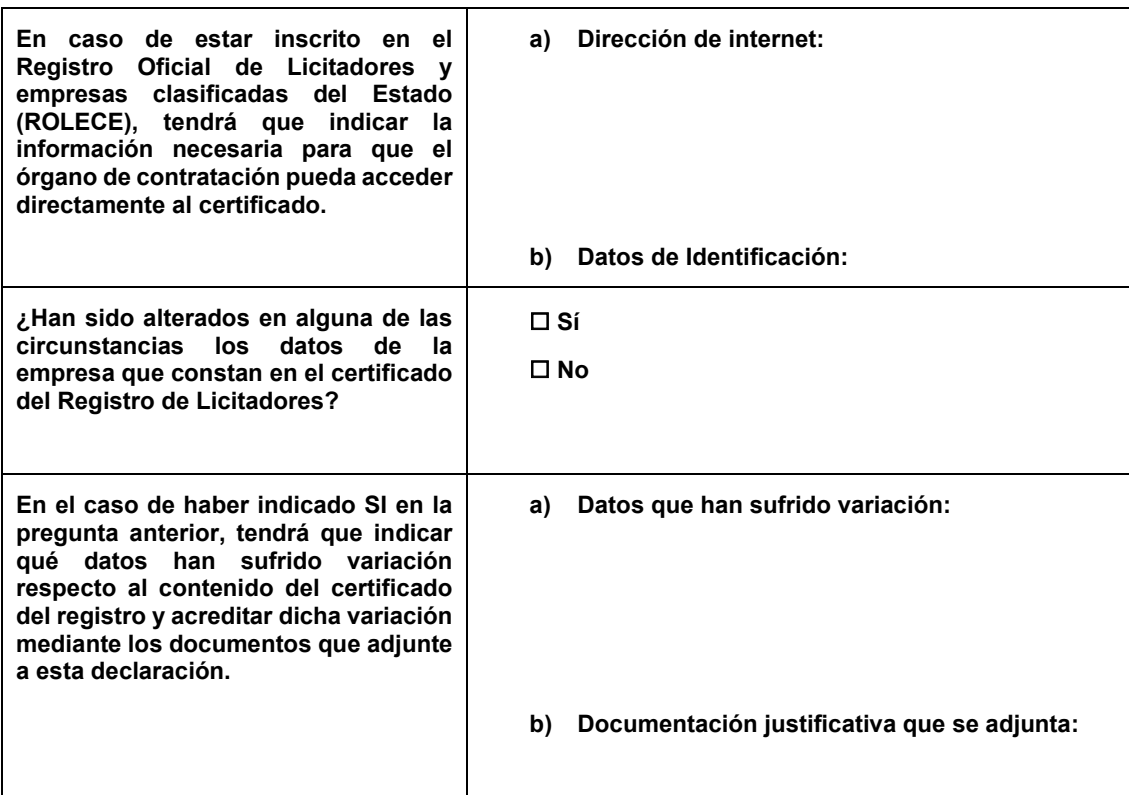 En caso de estar inscrito en el
Registro Oficial de Licitadores y
empresas clasificadas del Estado
(ROLECE), tendrá que indicar la
información necesaria para que el
órgano de contratación pueda acceder
directamente al certificado.
a) Dirección de internet:
b) Datos de Identificación:
¿Han sido alterados en alguna de las
circunstancias los datos de la
empresa que constan en el certificado
del Registro de Licitadores?
☐ Sí
☐ No
En el caso de haber indicado SI en la
pregunta anterior, tendrá que indicar
qué datos han sufrido variación
respecto al contenido del certificado
del registro y acreditar dicha variación
mediante los documentos que adjunte
a esta declaración.
a) Datos que han sufrido variación:
b) Documentación justificativa que se adjunta: